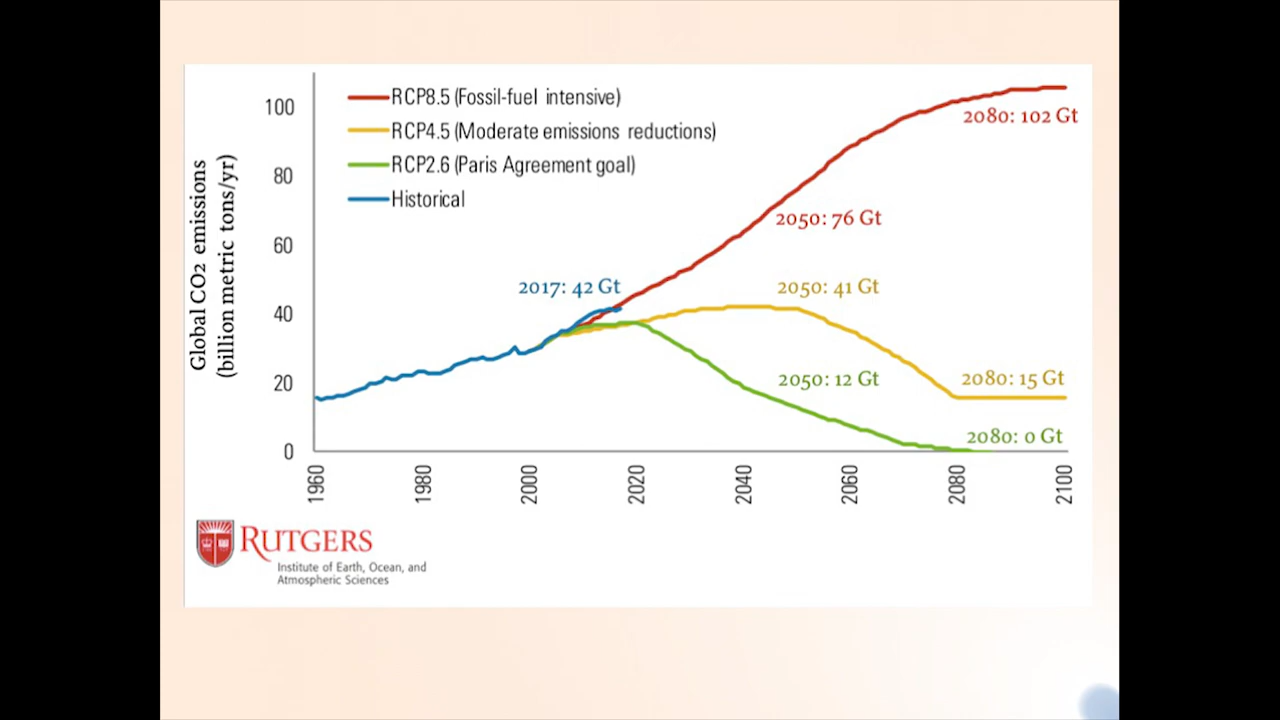 Global CO2 emissions
(billion metric tons/yr)
100
80
60
40
20
0
RCP8.5 (Fossil-fuel intensive)
RCP4.5 (Moderate emissions reductions)
RCP2.6 (Paris Agreement goal)
Historical
2080: 102 Gt
2050: 76 Gt
2017: 42 Gt
2050: 41 Gt
2050: 12 Gt
2080: 15 Gt
2080: 0 Gt
1960
1980
2000
2020
2040
2060
2080
2100
RUTGERS
Institute of Earth, Ocean, and
Atmospheric Sciences